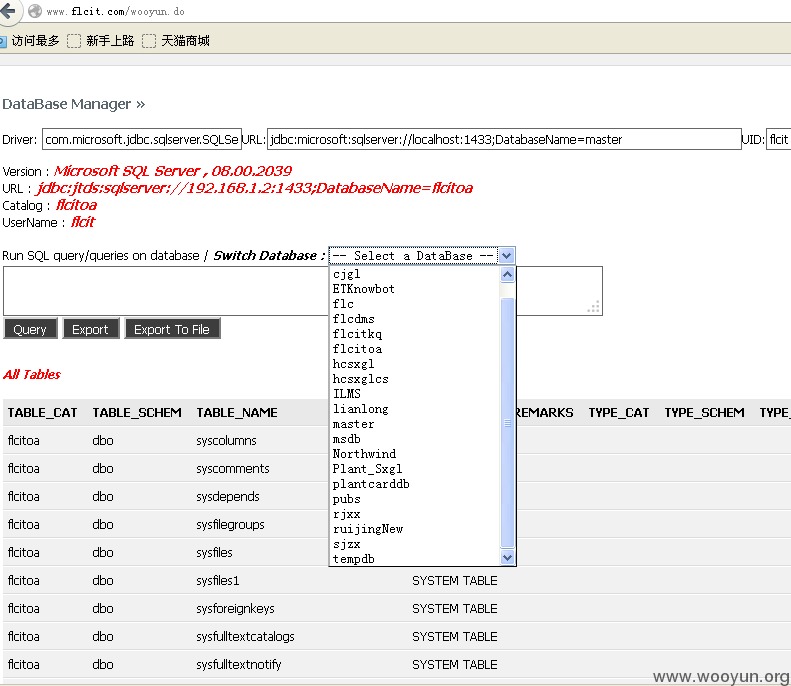 www.flcit.com/wooyun.do
访问最多 新手上路 天猫商城
DataBase Manager »
Driver: com.microsoft.jdbc.sqlserver.SQLSe URL: jdbc:microsoft:sqlserver://localhost:1433;DatabaseName=master UID: flcit
Version : Microsoft SQL Server , 08.00.2039
URL : jdbc:jtds:sqlserver://192.168.1.2:1433;DatabaseName=flcitoa
Catalog : flcitoa
UserName : flcit
Run SQL query/queries on database / Switch Database : -- Select a DataBase --
cjgl
ETKnowbot
flc
flcdms
flcitkq
flcitoa
hcsxgl
hcsxglcs
ILMS
lianlong
master
msdb
Northwind
Plant_Sxgl
plantcarddb
pubs
rjxx
ruijingNew
sjzx
tempdb
Query Export Export To File
All Tables
TABLE_CAT TABLE_SCHEM TABLE_NAME REMARKS TYPE_CAT TYPE_SCHEM TYPE_
flcitoa dbo syscolumns
flcitoa dbo syscomments
flcitoa dbo sysdepends
flcitoa dbo sysfilegroups
flcitoa dbo sysfiles
flcitoa dbo sysfiles1 SYSTEM TABLE
flcitoa dbo sysforeignkeys SYSTEM TABLE
flcitoa dbo sysfulltextcatalogs SYSTEM TABLE
flcitoa dbo sysfulltextnotify SYSTEM TABLE
www.wooyun.org